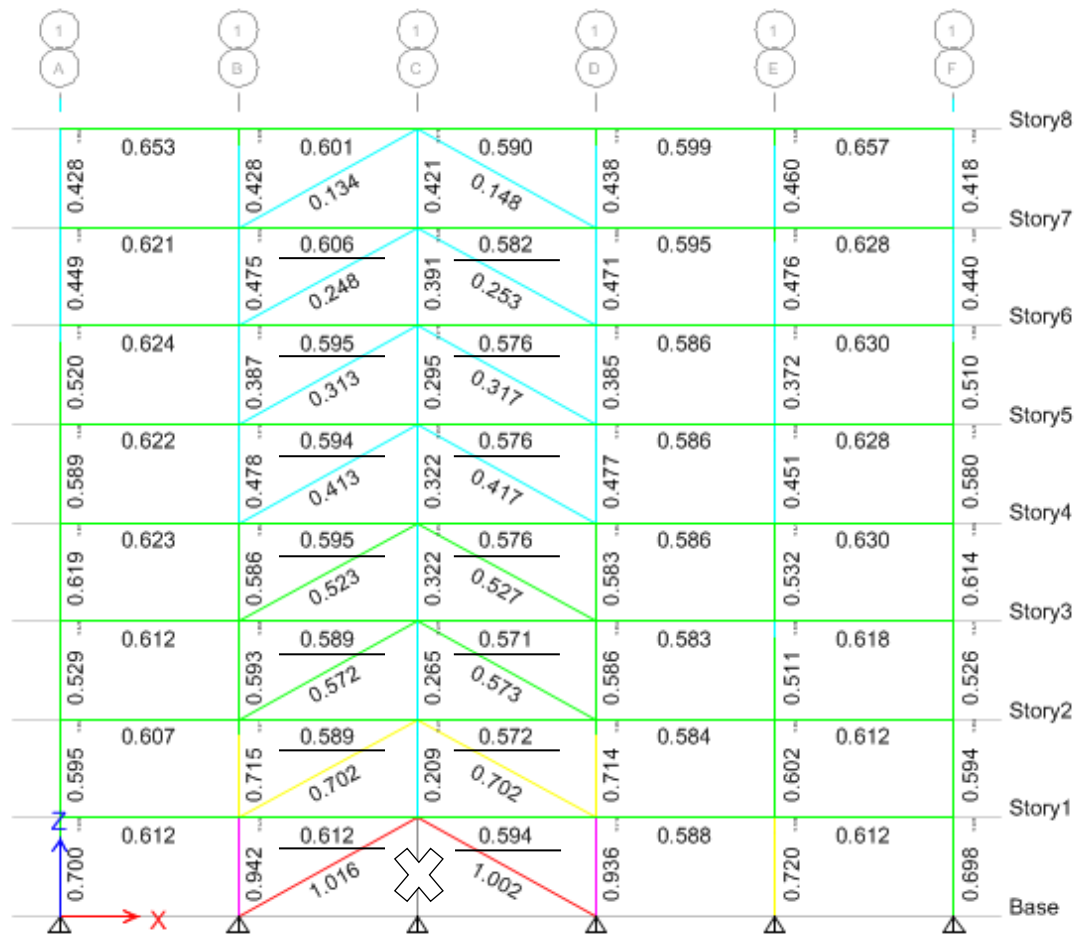 1 1 1 1 1 1
A B C D E F
Story8
0.653 0.601 0.590 0.599 0.657
0.428 0.428 0.134 0.421 0.148 0.438 0.460 0.418
Story7
0.621 0.606 0.582 0.595 0.628
0.449 0.475 0.248 0.391 0.253 0.471 0.476 0.440
Story6
0.624 0.595 0.576 0.586 0.630
0.520 0.387 0.313 0.295 0.317 0.385 0.372 0.510
Story5
0.622 0.594 0.576 0.586 0.628
0.589 0.478 0.413 0.322 0.417 0.477 0.451 0.580
Story4
0.623 0.595 0.576 0.586 0.630
0.619 0.586 0.523 0.322 0.527 0.583 0.532 0.614
Story3
0.612 0.589 0.571 0.583 0.618
0.529 0.593 0.572 0.265 0.573 0.586 0.511 0.526
Story2
0.607 0.589 0.572 0.584 0.612
0.595 0.715 0.702 0.209 0.702 0.714 0.602 0.594
Story1
Z
0.612 0.612 0.594 0.588 0.612
0.700 0.942 1.016 1.002 0.936 0.720 0.698
Base
X